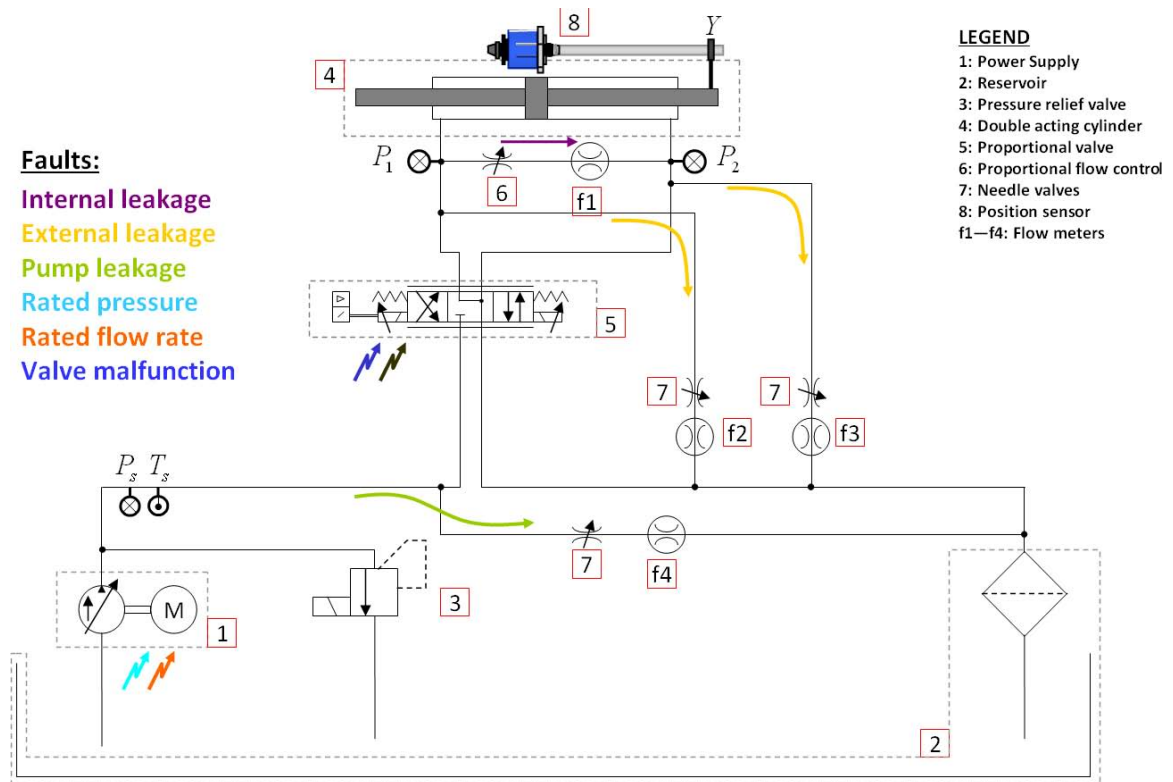 8
Y
4
LEGEND
1: Power Supply
2: Reservoir
3: Pressure relief valve
4: Double acting cylinder
5: Proportional valve
6: Proportional flow control
7: Needle valves
8: Position sensor
f1—f4: Flow meters
Faults:
Internal leakage
External leakage
Pump leakage
Rated pressure
Rated flow rate
Valve malfunction
P1
P2
6
f1
5
7
7
f2
f3
Ps
Ts
7
f4
M
1
3
2